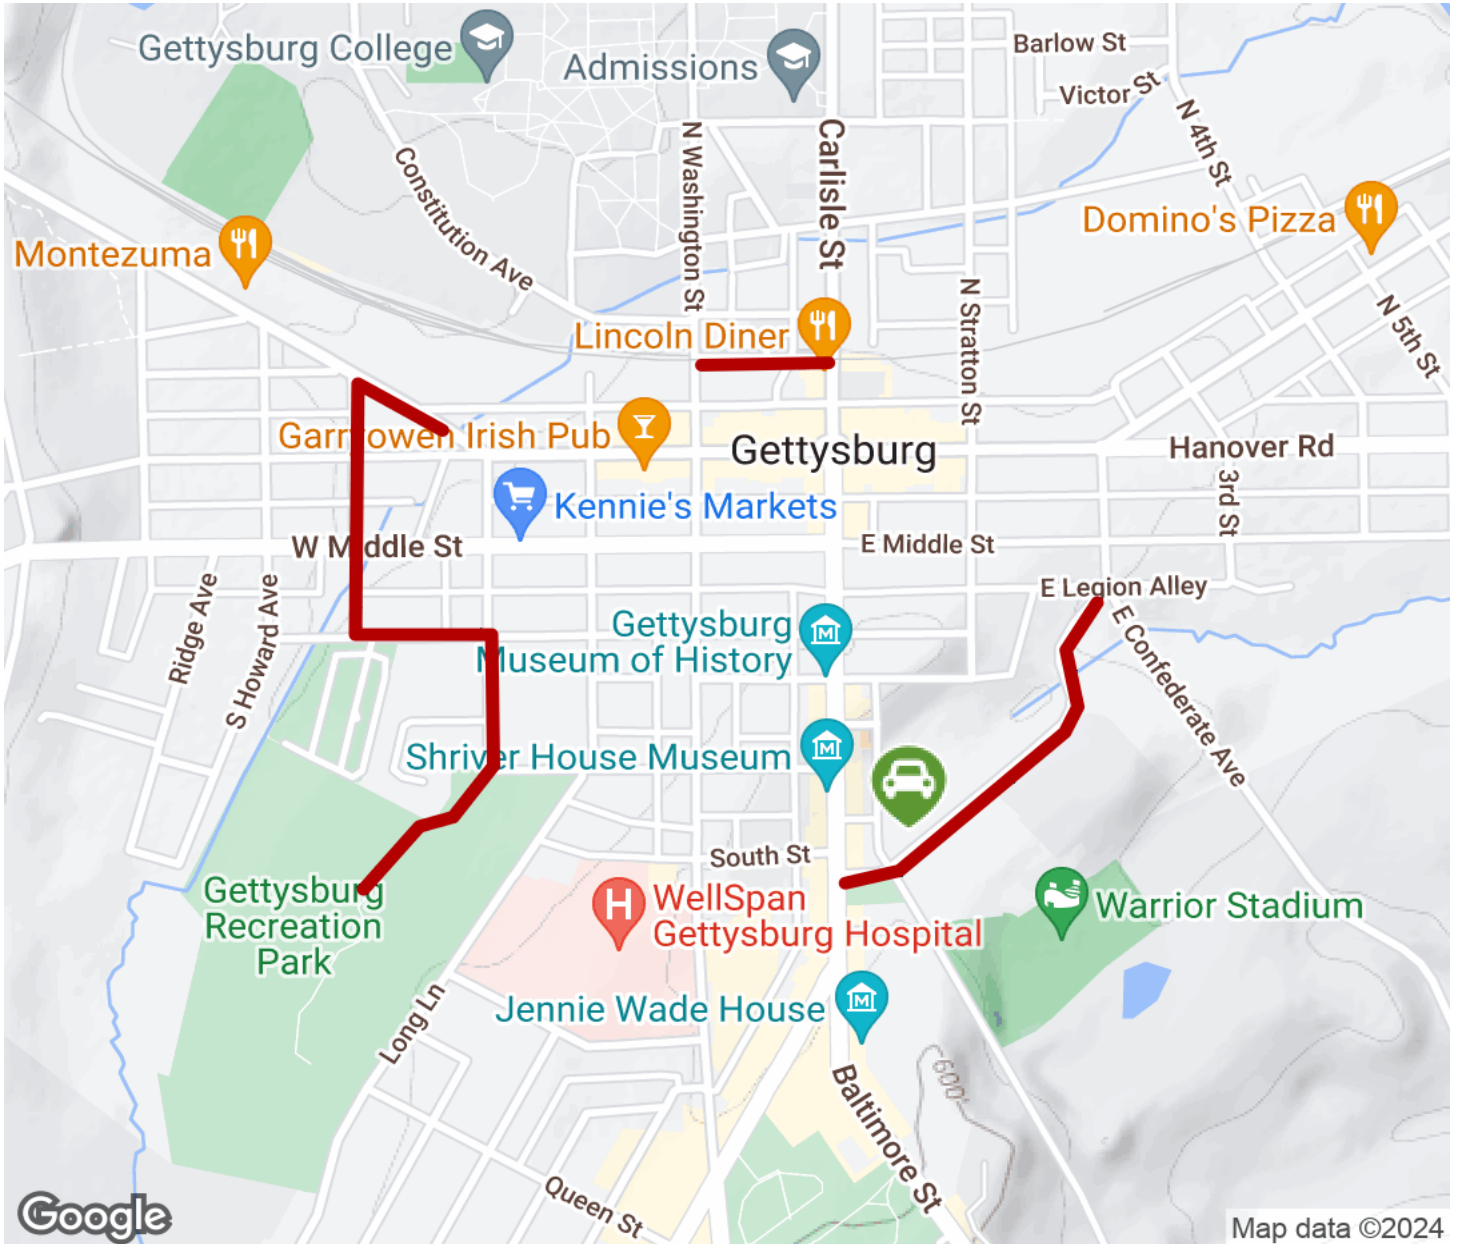 Gettysburg College
Admissions
Barlow St
Victor St
N 4th St
N Washington St
Carlisle St
Constitution Ave
Domino's Pizza
Montezuma
N Stratton St
N 5th St
Lincoln Diner
Garryowen Irish Pub
Gettysburg
Hanover Rd
3rd St
Kennie's Markets
W Middle St
E Middle St
E Legion Alley
Ridge Ave
S Howard Ave
Gettysburg
Museum of History
E Confederate Ave
Shriver House Museum
South St
Gettysburg
Recreation
Park
H
WellSpan
Gettysburg Hospital
Warrior Stadium
Long Ln
Jennie Wade House
600'
Baltimore St
Queen St
Google
Map data ©2024